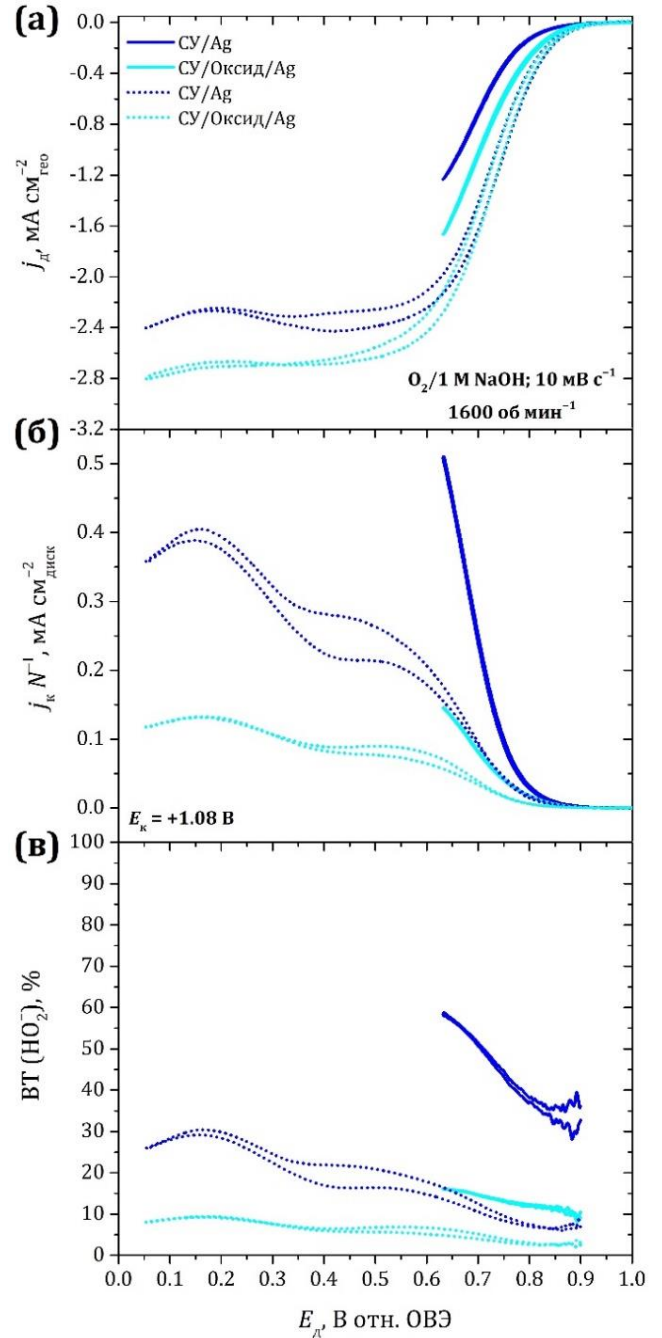 (а)
0.0
-0.4
-0.8
-1.2
-1.6
-2.0
-2.4
-2.8
-3.2
jд, мА см⁻²гео
СУ/Ag
СУ/Оксид/Ag
СУ/Ag
СУ/Оксид/Ag
O₂/1 М NaOH; 10 мВ с⁻¹
1600 об мин⁻¹
(б)
0.5
0.4
0.3
0.2
0.1
0.0
jк N⁻¹, мА см⁻²диск
Eк = +1.08 В
(в)
100
90
80
70
60
50
40
30
20
10
0
ВТ (HO₂⁻), %
0.0 0.1 0.2 0.3 0.4 0.5 0.6 0.7 0.8 0.9 1.0
Eд, В отн. ОВЭ